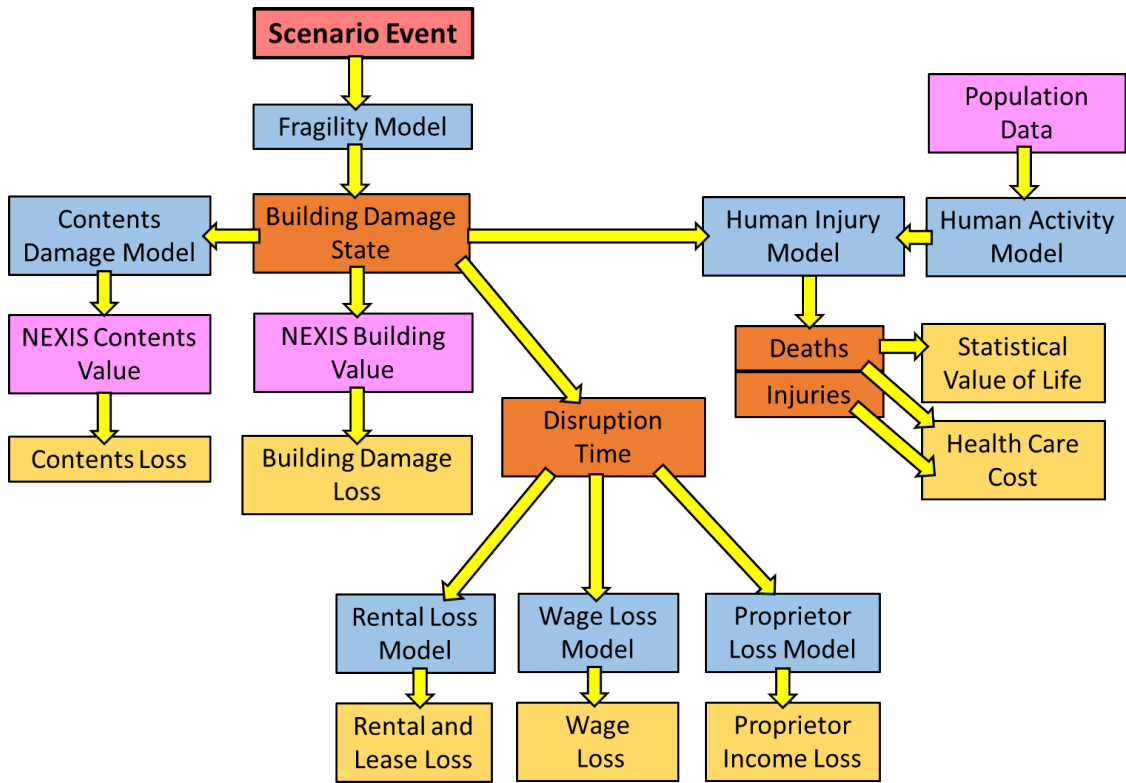 Scenario Event
Fragility Model
Population
Data
Contents
Damage Model
Building Damage
State
Human Injury
Model
Human Activity
Model
NEXIS Contents
Value
NEXIS Building
Value
Deaths
Injuries
Statistical
Value of Life
Contents Loss
Building Damage
Loss
Disruption
Time
Health Care
Cost
Rental Loss
Model
Wage Loss
Model
Proprietor
Loss Model
Rental and
Lease Loss
Wage
Loss
Proprietor
Income Loss